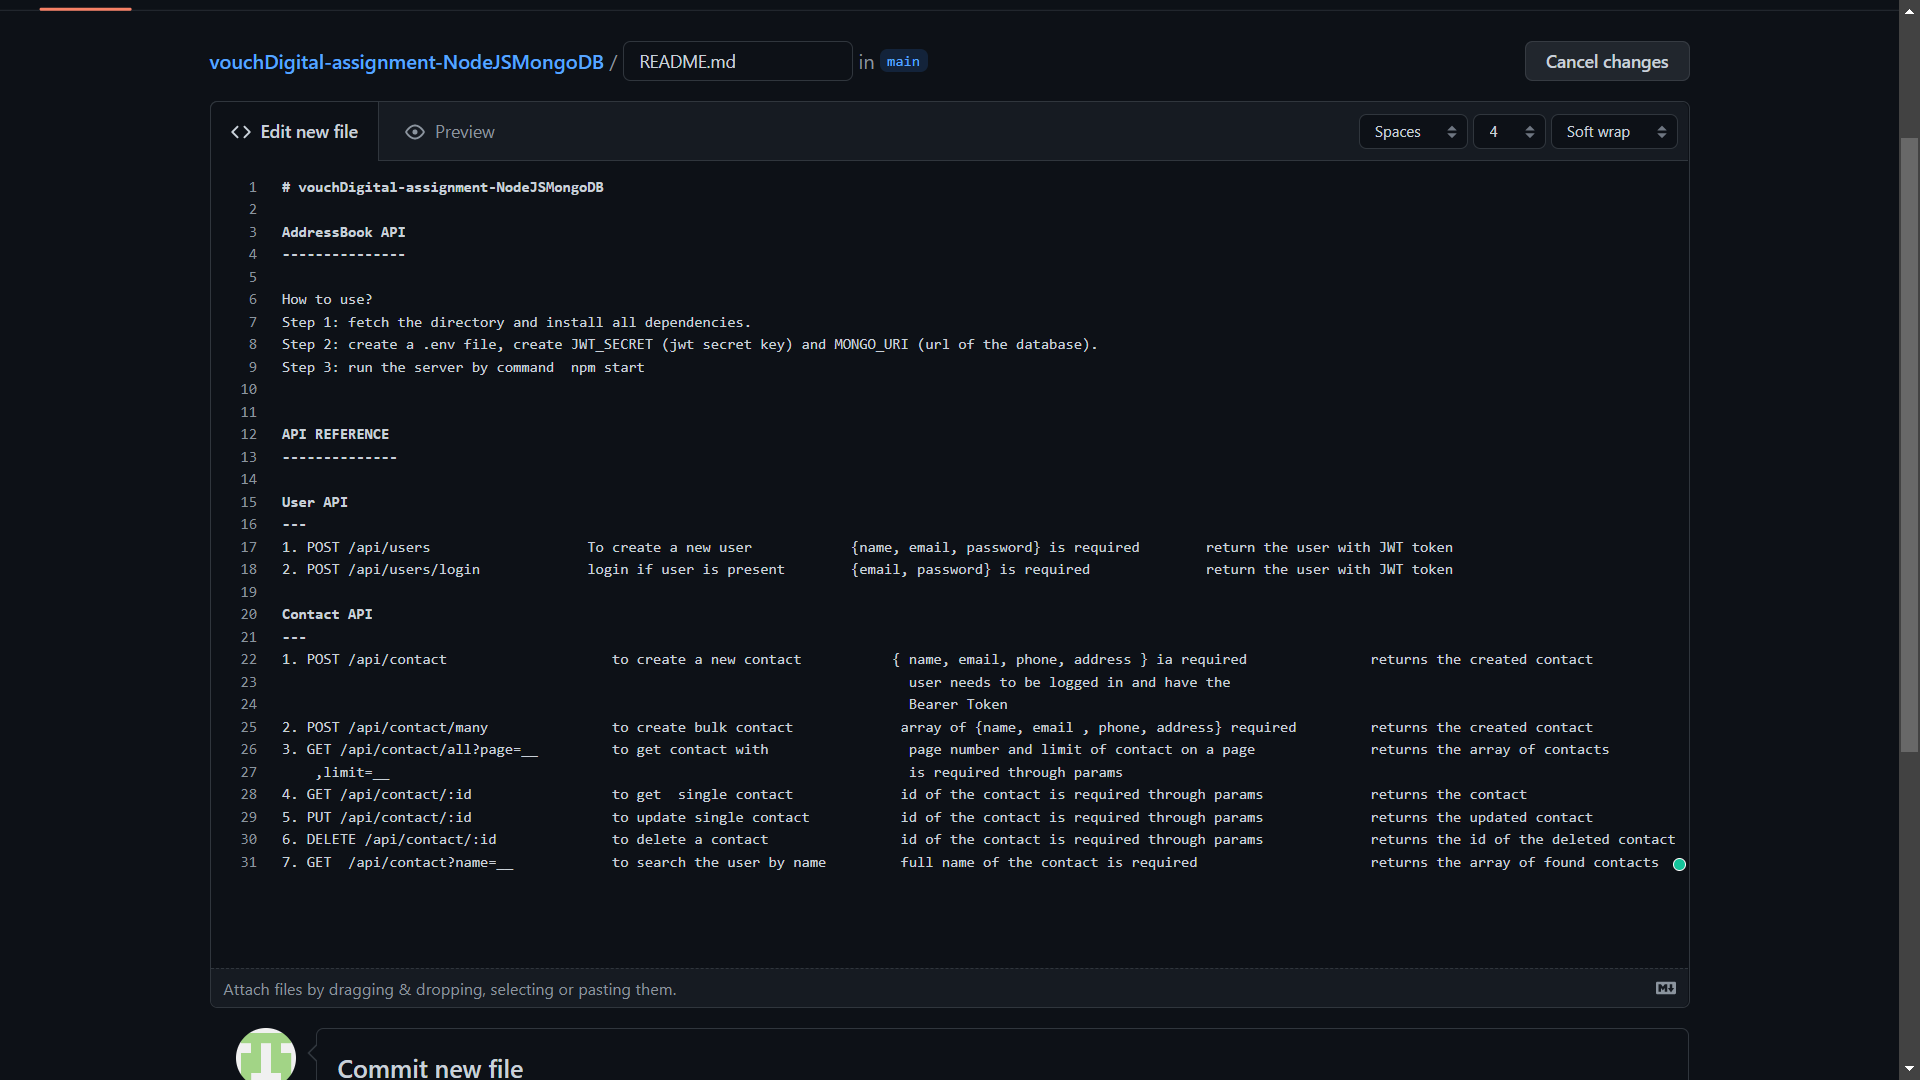 vouchDigital-assignment-NodeJSMongoDB / README.md in main Cancel changes
Edit new file Preview Spaces 4 Soft wrap
1 # vouchDigital-assignment-NodeJSMongoDB
2
3 AddressBook API
4 ---------------
5
6 How to use?
7 Step 1: fetch the directory and install all dependencies.
8 Step 2: create a .env file, create JWT_SECRET (jwt secret key) and MONGO_URI (url of the database).
9 Step 3: run the server by command  npm start
10
11
12 API REFERENCE
13 --------------
14
15 User API
16 ---
17 1. POST /api/users                   To create a new user            {name, email, password} is required        return the user with JWT token
18 2. POST /api/users/login             login if user is present        {email, password} is required              return the user with JWT token
19
20 Contact API
21 ---
22 1. POST /api/contact                    to create a new contact           { name, email, phone, address } ia required               returns the created contact
23                                                                            user needs to be logged in and have the
24                                                                            Bearer Token
25 2. POST /api/contact/many               to create bulk contact             array of {name, email , phone, address} required         returns the created contact
26 3. GET /api/contact/all?page=__         to get contact with                 page number and limit of contact on a page              returns the array of contacts
27     ,limit=__                                                               is required through params
28 4. GET /api/contact/:id                 to get  single contact             id of the contact is required through params             returns the contact
29 5. PUT /api/contact/:id                 to update single contact           id of the contact is required through params             returns the updated contact
30 6. DELETE /api/contact/:id              to delete a contact                id of the contact is required through params             returns the id of the deleted contact
31 7. GET  /api/contact?name=__            to search the user by name         full name of the contact is required                     returns the array of found contacts
Attach files by dragging & dropping, selecting or pasting them.
Commit new file